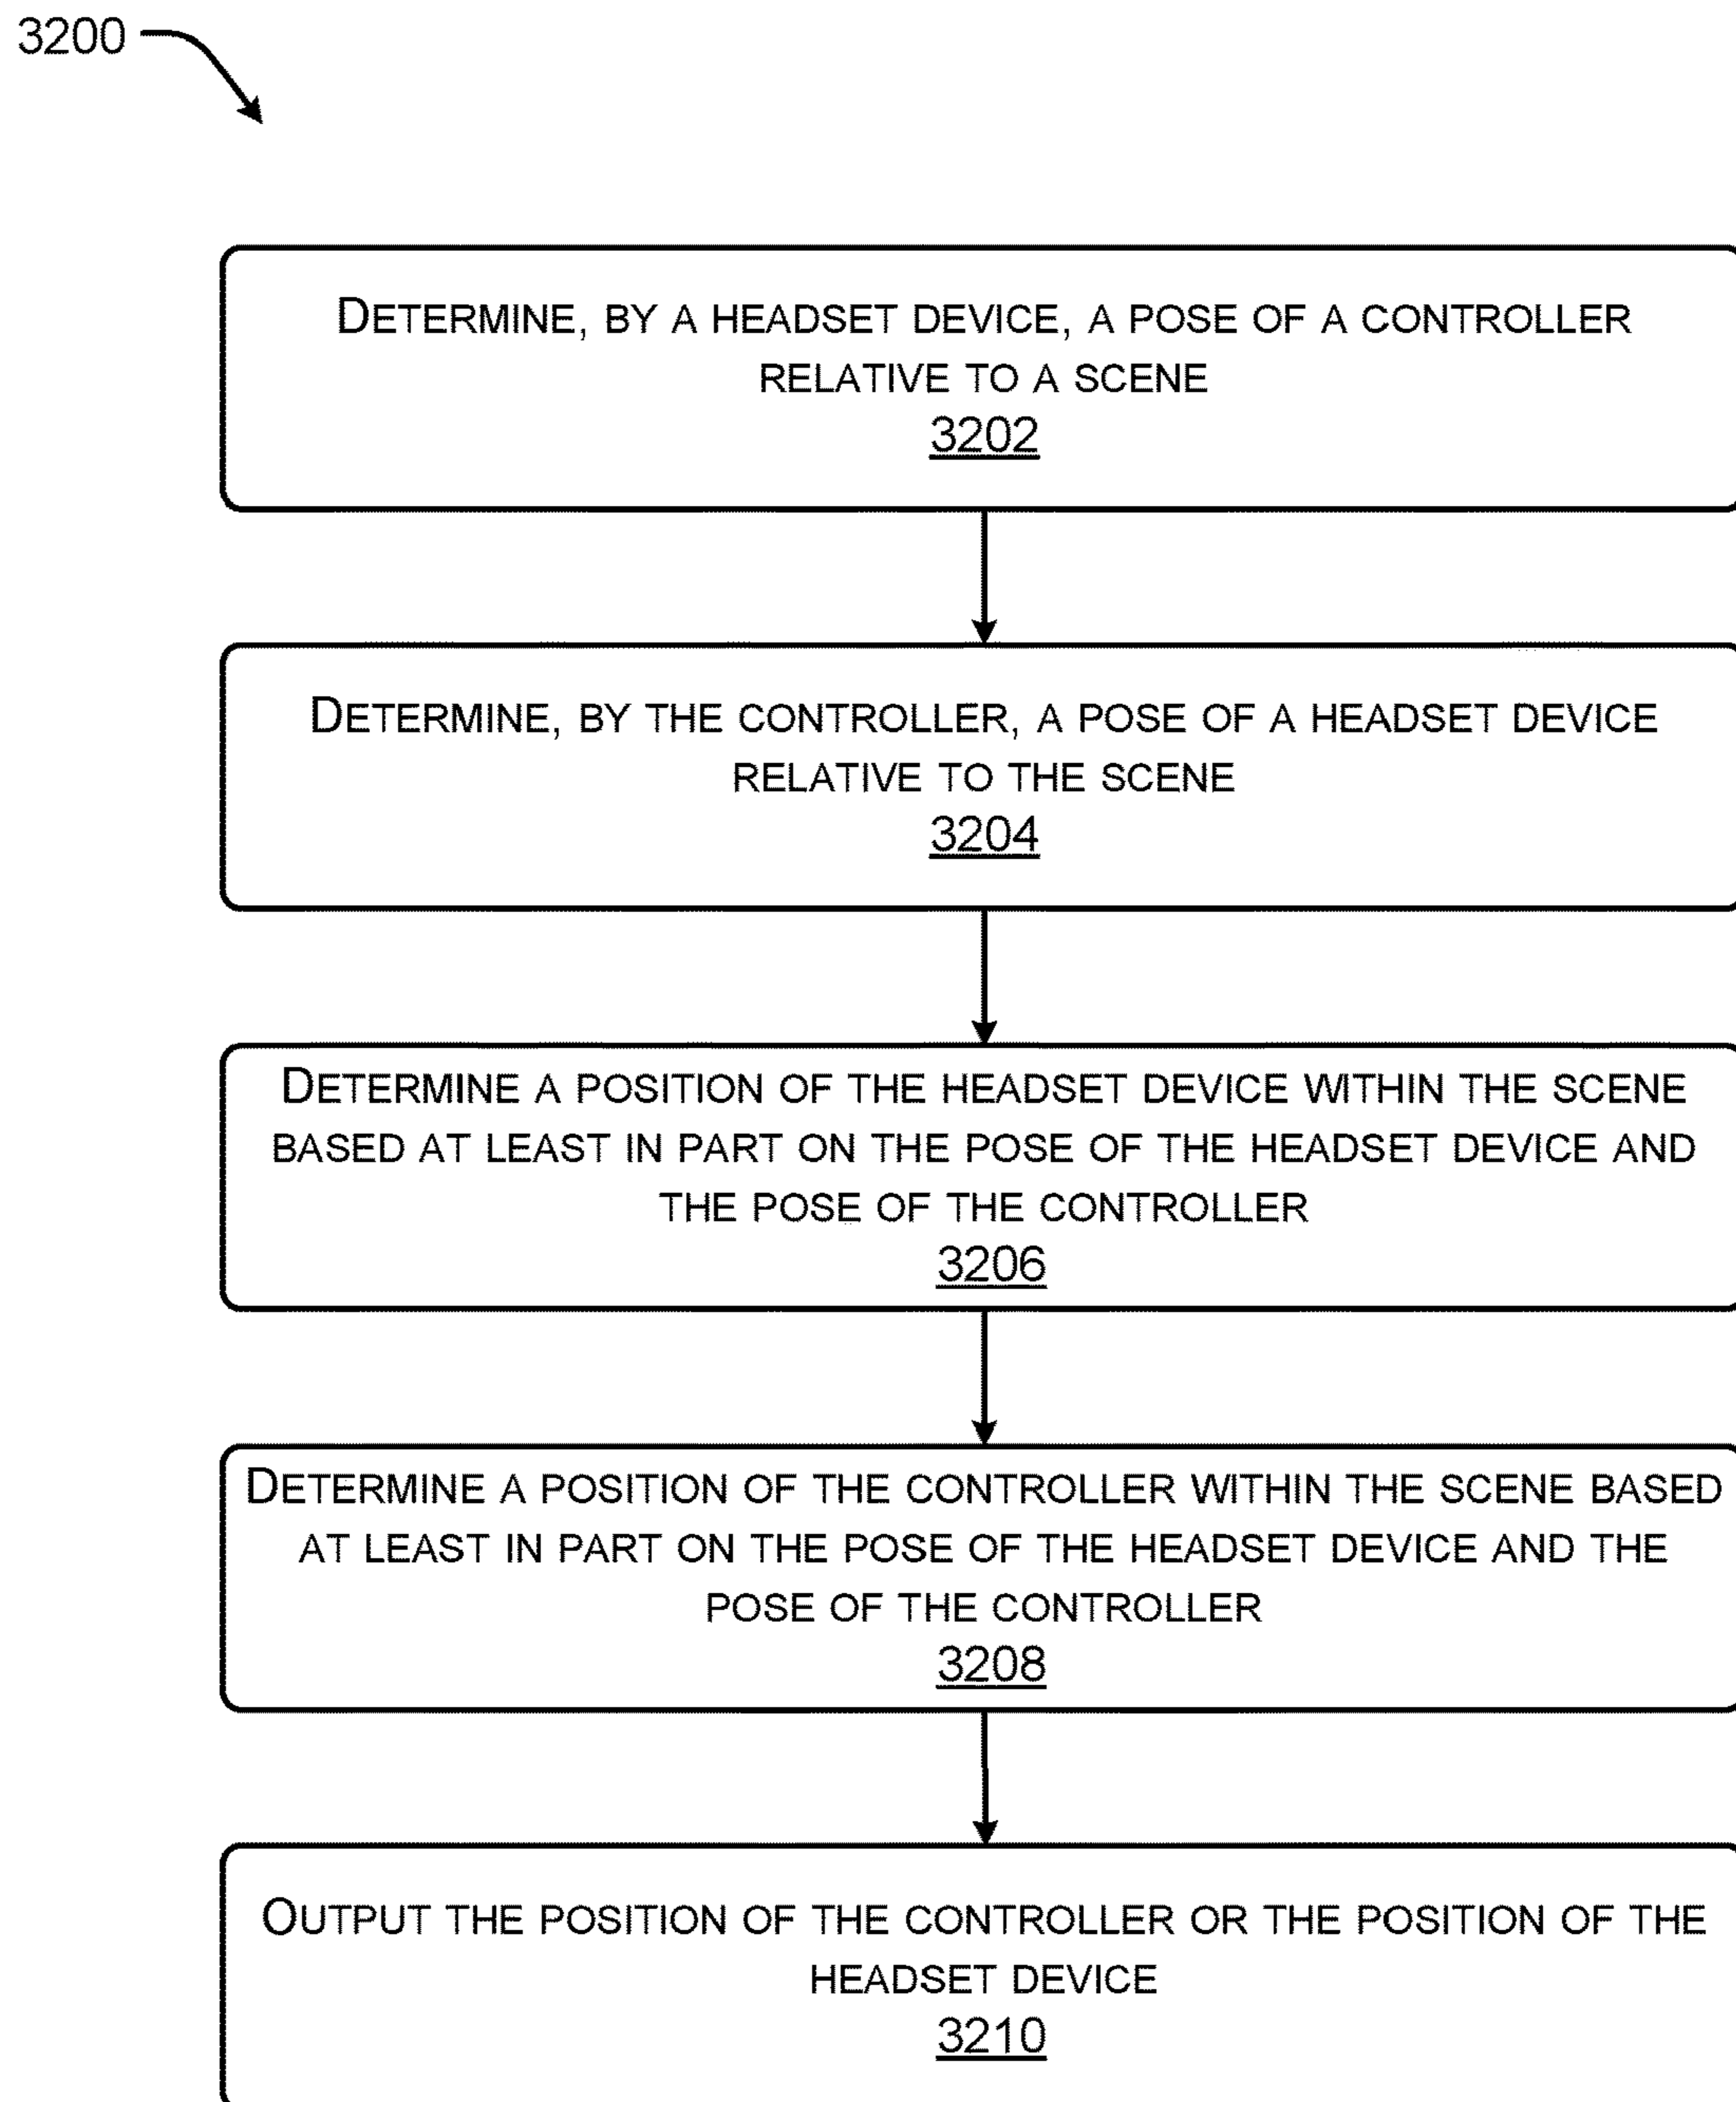 3200
DETERMINE, BY A HEADSET DEVICE, A POSE OF A CONTROLLER
RELATIVE TO A SCENE
3202
DETERMINE, BY THE CONTROLLER, A POSE OF A HEADSET DEVICE
RELATIVE TO THE SCENE
3204
DETERMINE A POSITION OF THE HEADSET DEVICE WITHIN THE SCENE
BASED AT LEAST IN PART ON THE POSE OF THE HEADSET DEVICE AND
THE POSE OF THE CONTROLLER
3206
DETERMINE A POSITION OF THE CONTROLLER WITHIN THE SCENE BASED
AT LEAST IN PART ON THE POSE OF THE HEADSET DEVICE AND THE
POSE OF THE CONTROLLER
3208
OUTPUT THE POSITION OF THE CONTROLLER OR THE POSITION OF THE
HEADSET DEVICE
3210